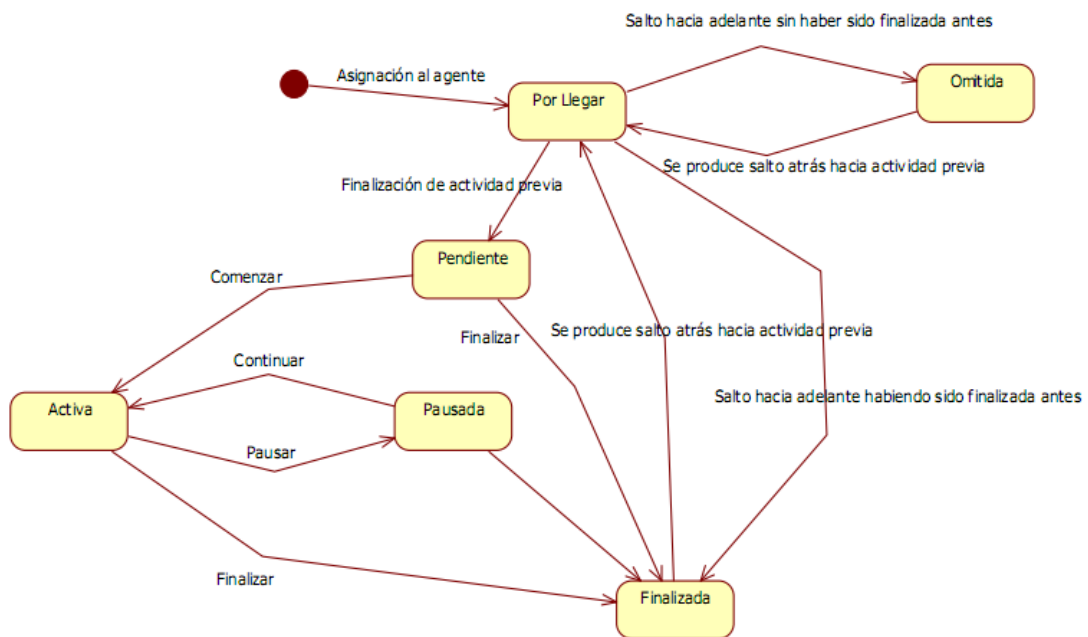 Salto hacia adelante sin haber sido finalizada antes
Asignación al agente
Por Llegar
Omitida
Se produce salto atrás hacia actividad previa
Finalización de actividad previa
Pendiente
Comenzar
Finalizar
Se produce salto atrás hacia actividad previa
Continuar
Activa
Pausada
Salto hacia adelante habiendo sido finalizada antes
Pausar
Finalizar
Finalizada